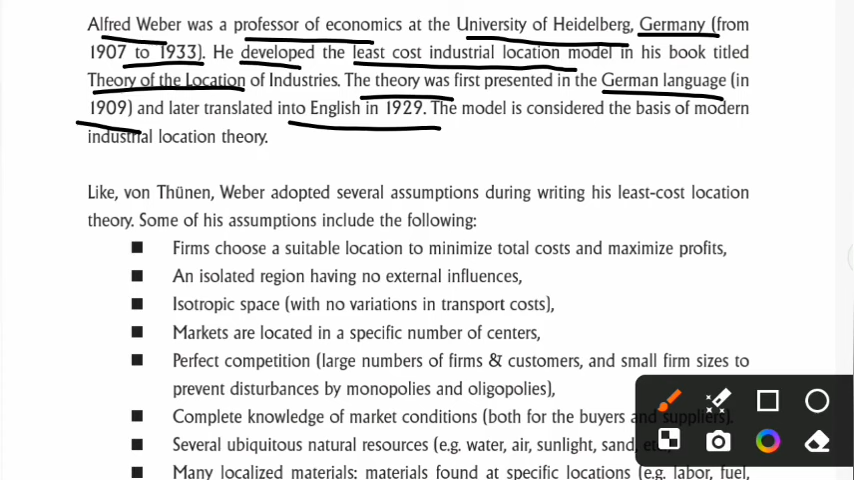 Alfred Weber was a professor of economics at the University of Heidelberg, Germany (from
1907 to 1933). He developed the least cost industrial location model in his book titled
Theory of the Location of Industries. The theory was first presented in the German language (in
1909) and later translated into English in 1929. The model is considered the basis of modern
industrial location theory.
Like, von Thünen, Weber adopted several assumptions during writing his least-cost location
theory. Some of his assumptions include the following:
■ Firms choose a suitable location to minimize total costs and maximize profits,
■ An isolated region having no external influences,
■ Isotropic space (with no variations in transport costs),
■ Markets are located in a specific number of centers,
■ Perfect competition (large numbers of firms & customers, and small firm sizes to
prevent disturbances by monopolies and oligopolies),
■ Complete knowledge of market conditions (both for the buyers and suppliers).
■ Several ubiquitous natural resources (e.g. water, air, sunlight, sand, etc
■ Many localized materials: materials found at specific locations (e.g. labor, fuel,